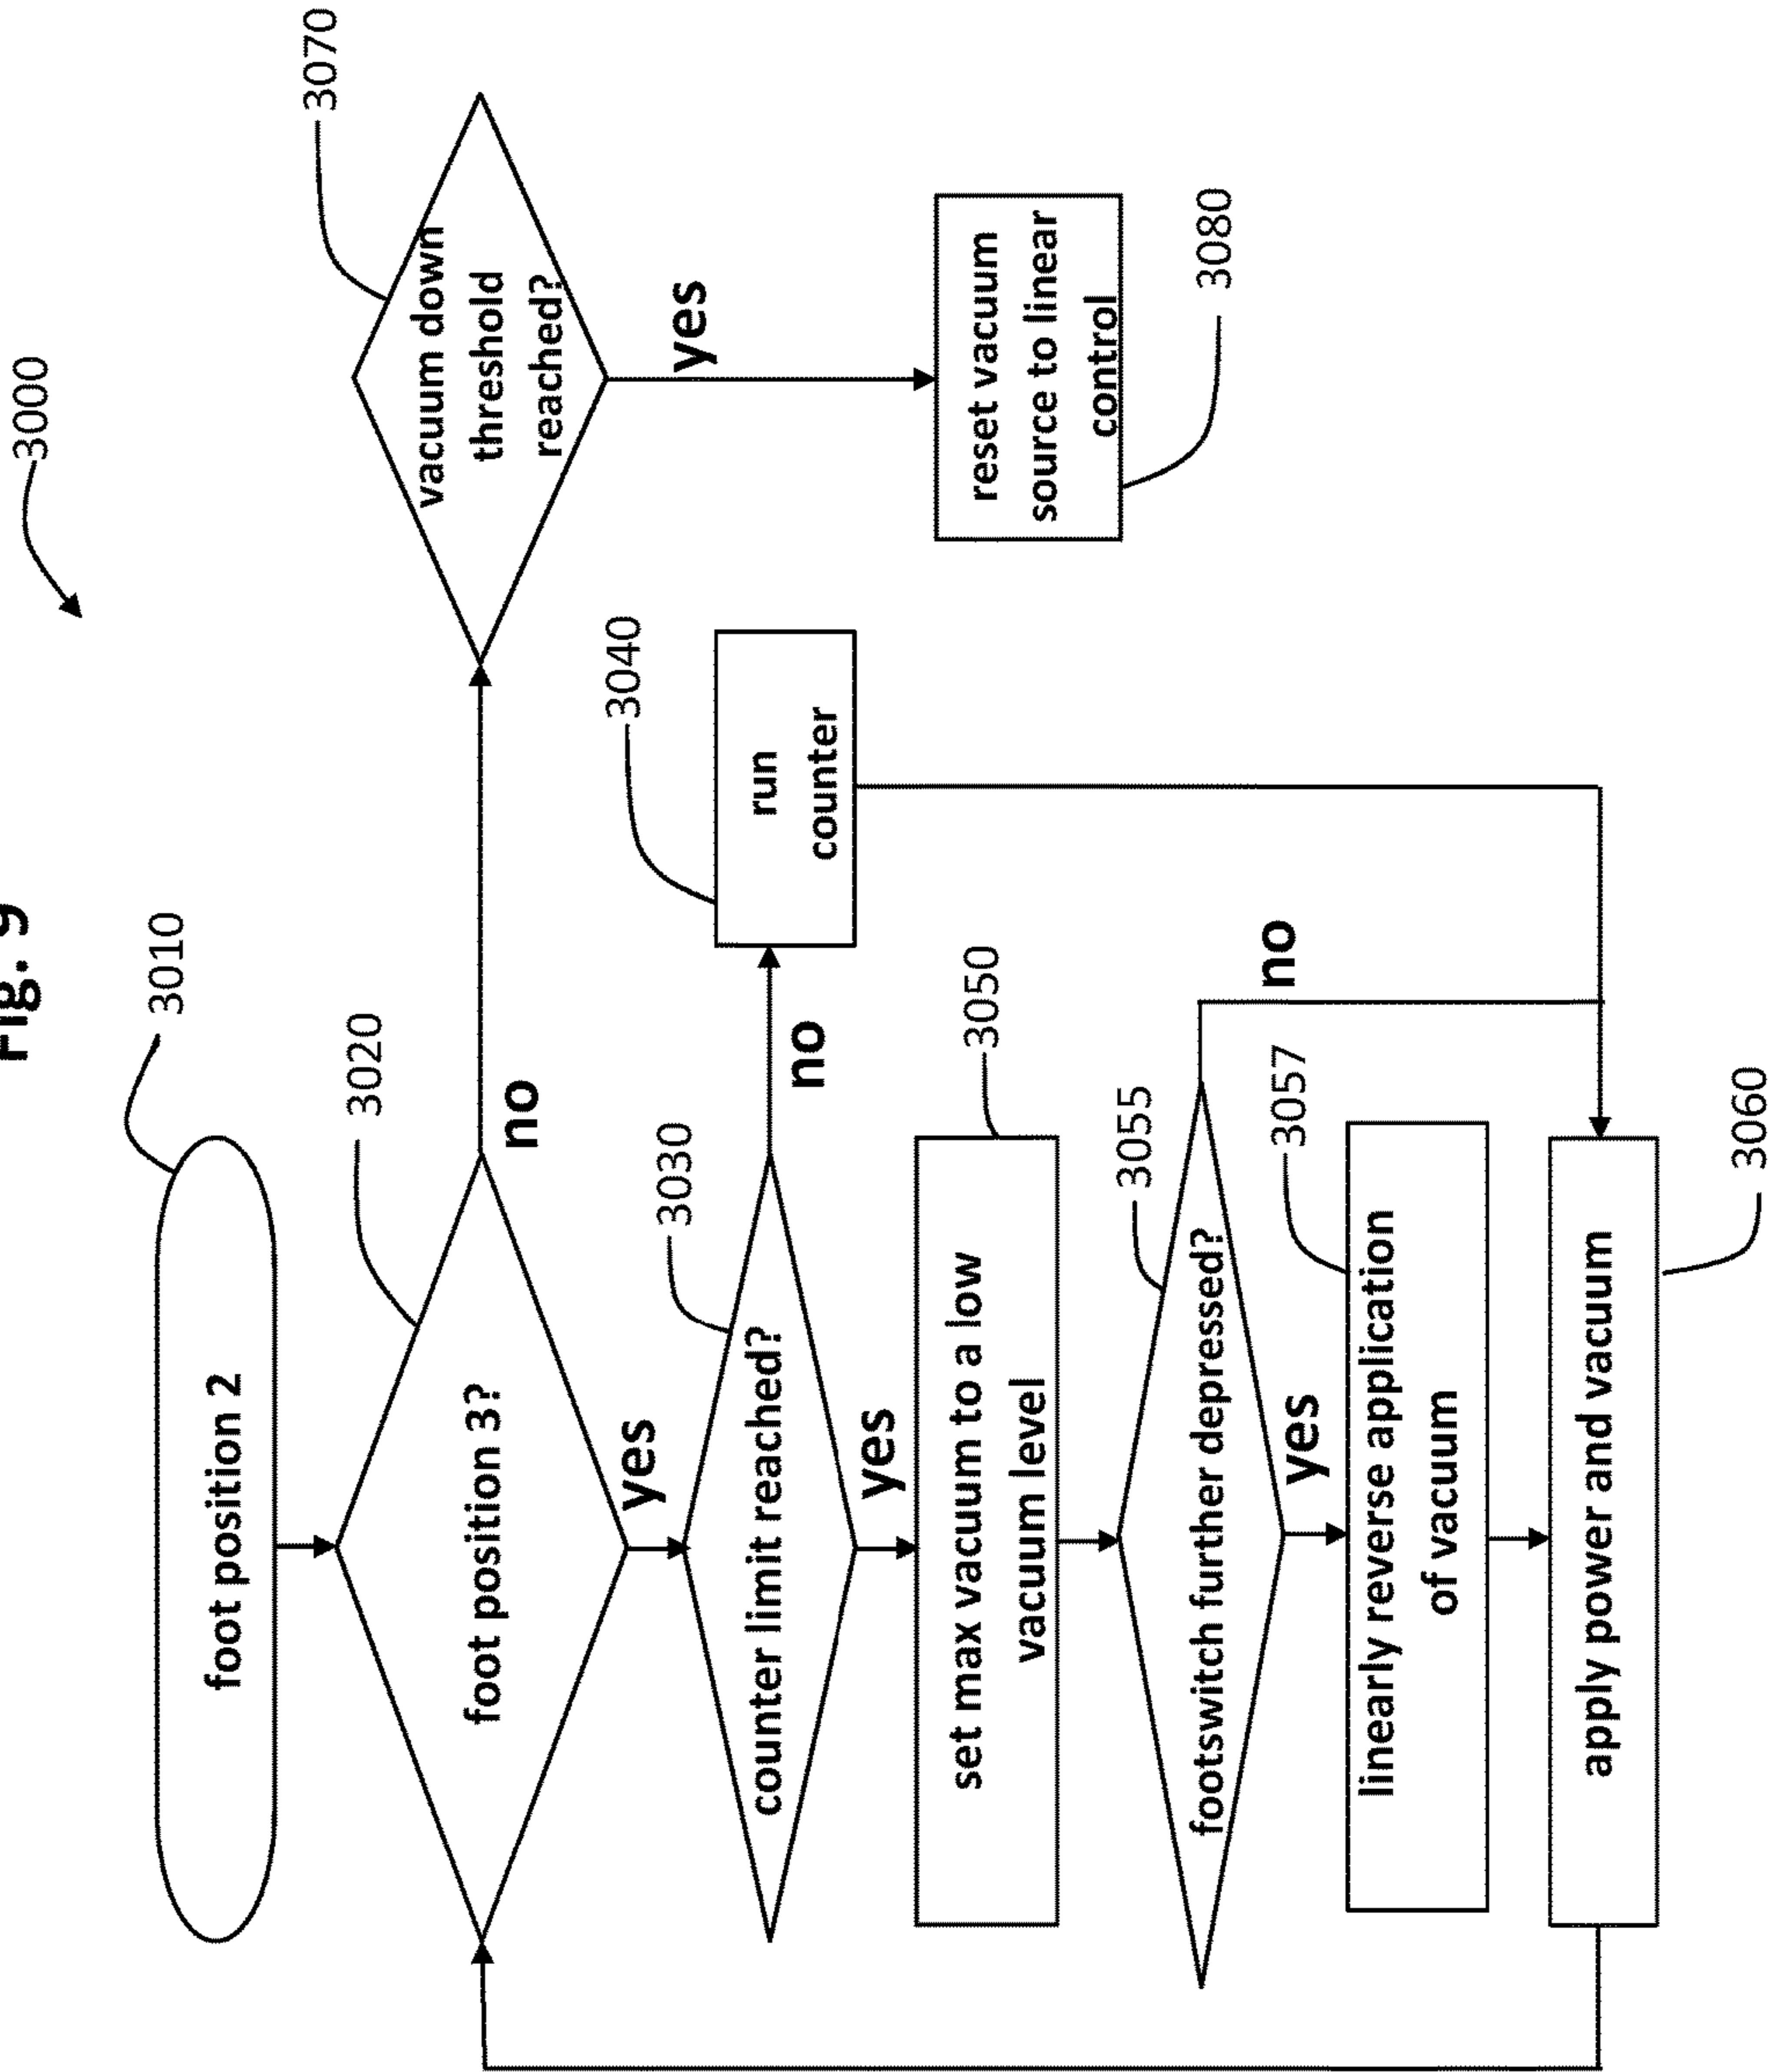 Fig. 9
3000
3010
foot position 2
3020
foot position 3?
no
3070
vacuum down
threshold
reached?
yes
yes
3030
counter limit reached?
no
3040
run
counter
yes
reset vacuum
source to linear
control
3080
set max vacuum to a low
vacuum level
3050
3055
footswitch further depressed?
no
yes
3057
linearly reverse application
of vacuum
apply power and vacuum
3060